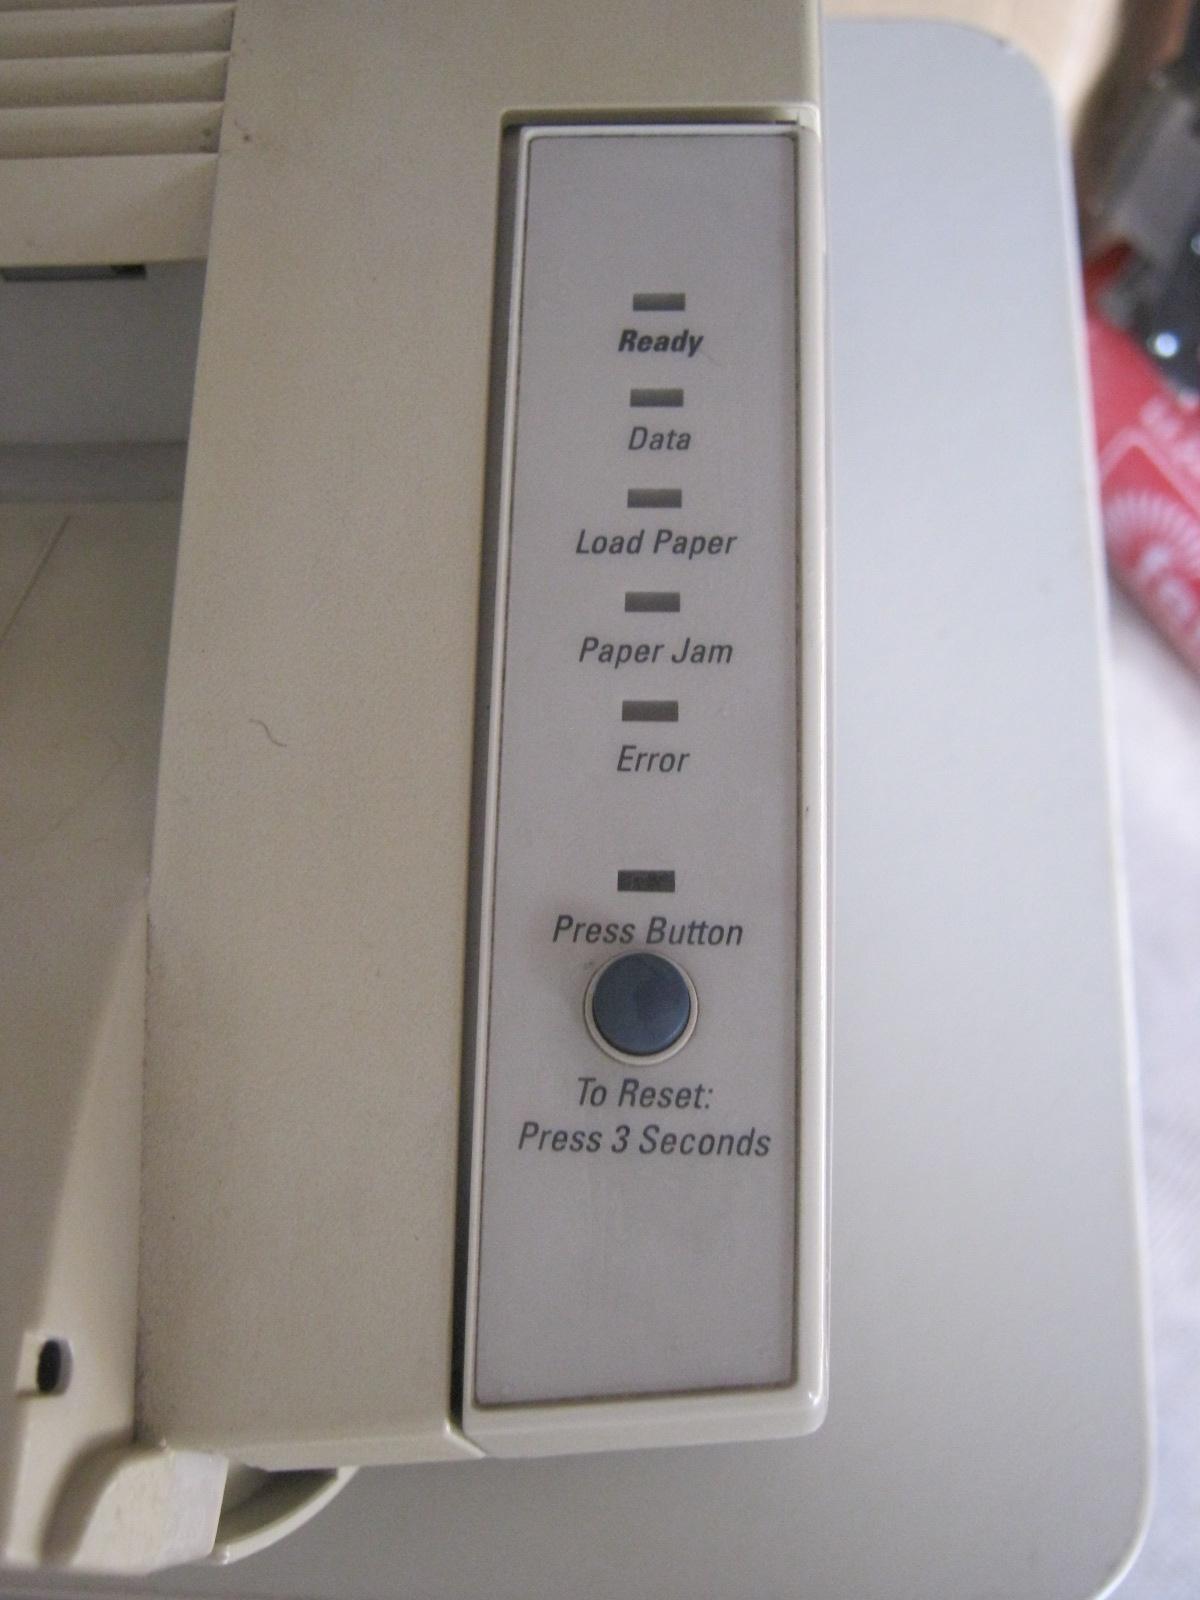 Ready
Data
Load Paper
Paper Jam
Error
Press Button
To Reset:
Press 3 Seconds